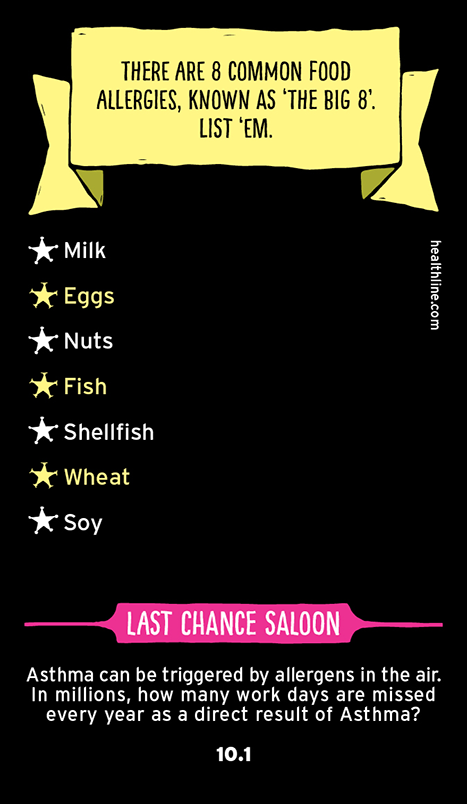 THERE ARE 8 COMMON FOOD
ALLERGIES, KNOWN AS ‘THE BIG 8’.
LIST ‘EM.
Milk
Eggs
Nuts
Fish
Shellfish
Wheat
Soy
healthline.com
LAST CHANCE SALOON
Asthma can be triggered by allergens in the air.
In millions, how many work days are missed
every year as a direct result of Asthma?
10.1